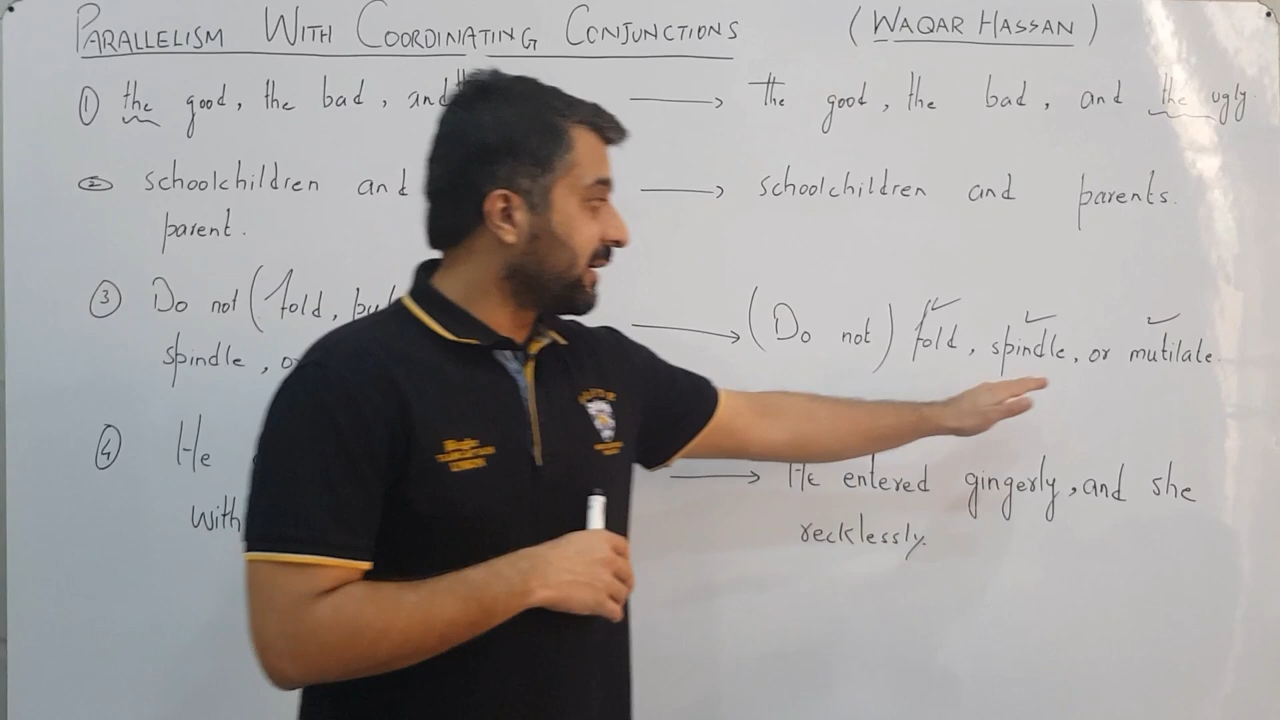 PARALLELISM WITH COORDINATING CONJUNCTIONS (WAQAR HASSAN)
① the good, the bad, and → the good, the bad, and the ugly.
② schoolchildren and → schoolchildren and parents.
parent.
③ Do not (fold, → (Do not) fold, spindle, or mutilate.
spindle, or
④ He → He entered gingerly, and she
with recklessly.